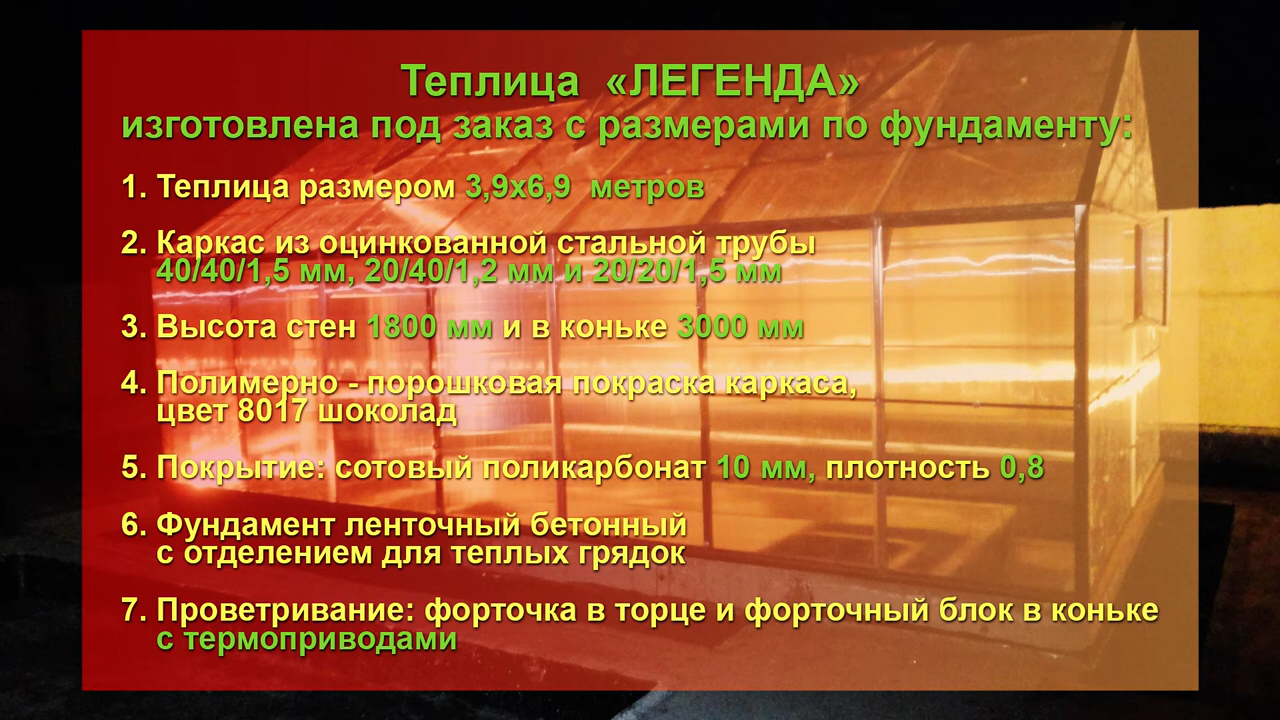 Теплица «ЛЕГЕНДА»
изготовлена под заказ с размерами по фундаменту:
1. Теплица размером 3,9х6,9 метров
2. Каркас из оцинкованной стальной трубы
40/40/1,5 мм, 20/40/1,2 мм и 20/20/1,5 мм
3. Высота стен 1800 мм и в коньке 3000 мм
4. Полимерно - порошковая покраска каркаса,
цвет 8017 шоколад
5. Покрытие: сотовый поликарбонат 10 мм, плотность 0,8
6. Фундамент ленточный бетонный
с отделением для теплых грядок
7. Проветривание: форточка в торце и форточный блок в коньке
с термоприводами